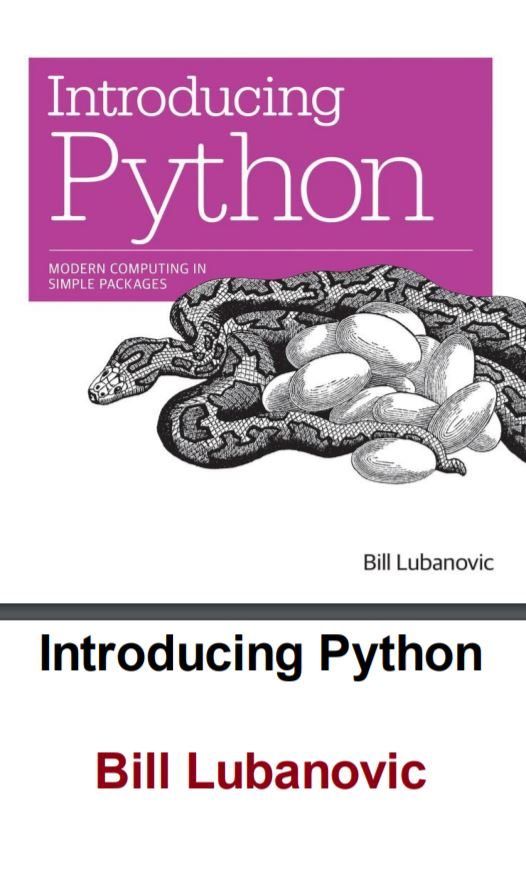 Introducing
Python
MODERN COMPUTING IN
SIMPLE PACKAGES
Bill Lubanovic
Introducing Python
Bill Lubanovic